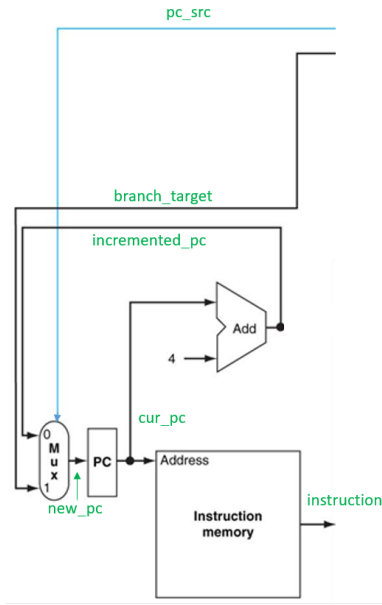 pc_src
branch_target
incremented_pc
Add
4
cur_pc
0
M
u
x
1
PC
new_pc
Address
Instruction
memory
instruction